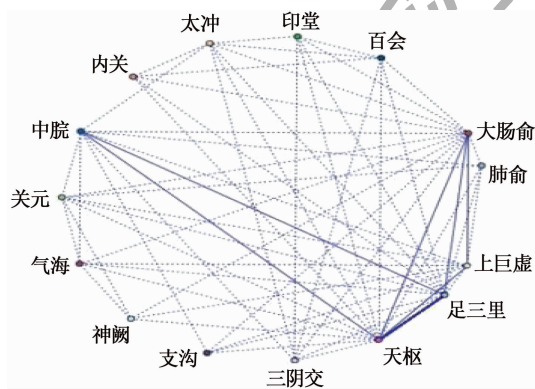 印堂
太冲
百会
内关
中脘
大肠俞
肺俞
关元
气海
上巨虚
足三里
神阙
支沟
天枢
三阴交